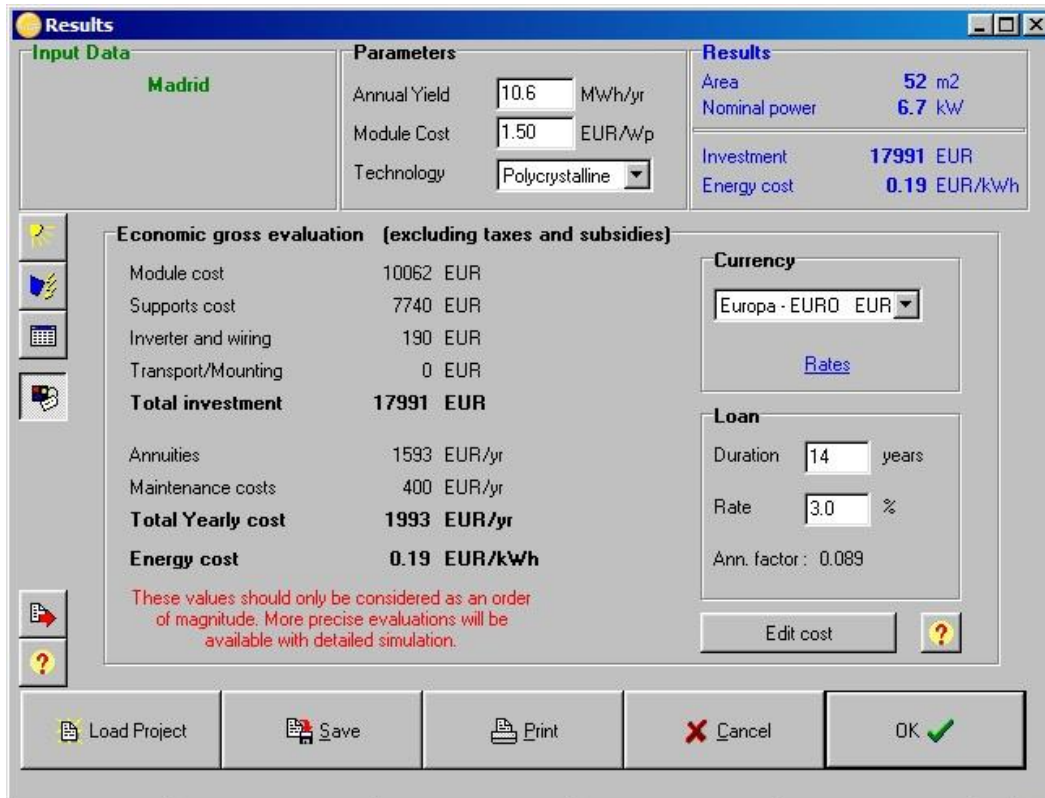 Results
Input Data
Madrid
Parameters
Annual Yield 10.6 MWh/yr
Module Cost 1.50 EUR/Wp
Technology Polycrystalline
Results
Area 52 m2
Nominal power 6.7 kW
Investment 17991 EUR
Energy cost 0.19 EUR/kWh
Economic gross evaluation (excluding taxes and subsidies)
Module cost 10062 EUR
Supports cost 7740 EUR
Inverter and wiring 190 EUR
Transport/Mounting 0 EUR
Total investment 17991 EUR
Annuities 1593 EUR/yr
Maintenance costs 400 EUR/yr
Total Yearly cost 1993 EUR/yr
Energy cost 0.19 EUR/kWh
These values should only be considered as an order
of magnitude. More precise evaluations will be
available with detailed simulation.
Currency
Europa - EURO EUR
Rates
Loan
Duration 14 years
Rate 3.0 %
Ann. factor : 0.089
Edit cost ?
?
Load Project Save Print Cancel OK